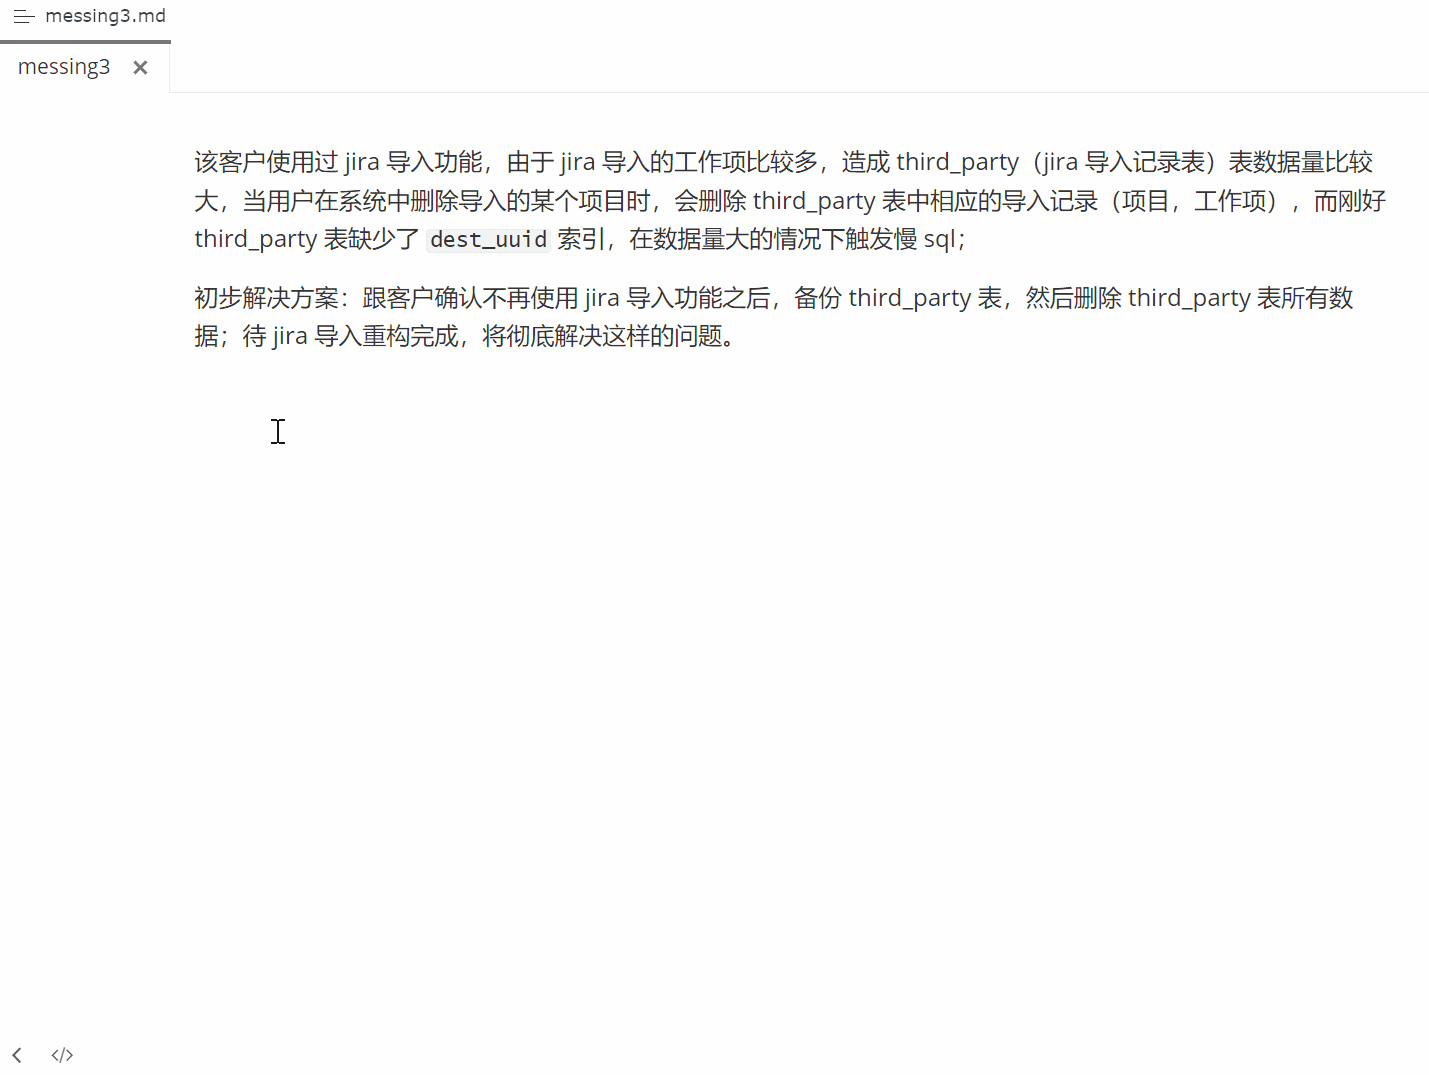 messing3.md
messing3
该客户使用过 jira 导入功能，由于 jira 导入的工作项比较多，造成 third_party（jira 导入记录表）表数据量比较
大，当用户在系统中删除导入的某个项目时，会删除 third_party 表中相应的导入记录（项目，工作项），而刚好
third_party 表缺少了 dest_uuid 索引，在数据量大的情况下触发慢 sql；
初步解决方案：跟客户确认不再使用 jira 导入功能之后，备份 third_party 表，然后删除 third_party 表所有数
据；待 jira 导入重构完成，将彻底解决这样的问题。